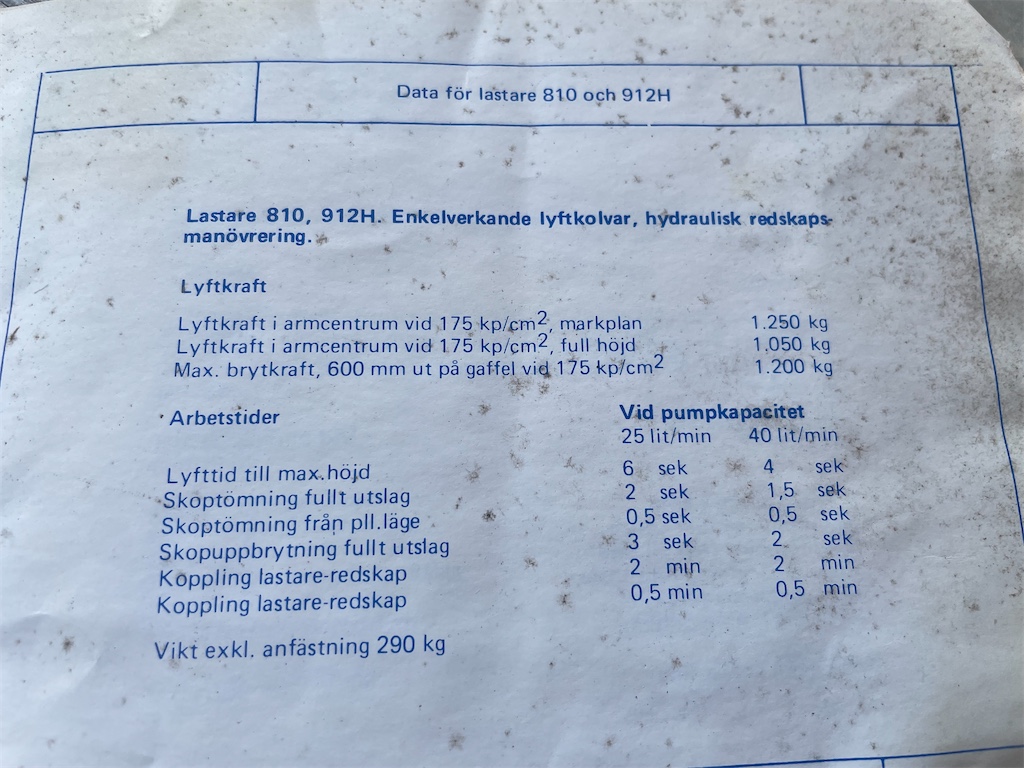 Data för lastare 810 och 912H
Lastare 810, 912H. Enkelverkande lyftkolvar, hydraulisk redskaps-
manövrering.
Lyftkraft
Lyftkraft i armcentrum vid 175 kp/cm², markplan 1.250 kg
Lyftkraft i armcentrum vid 175 kp/cm², full höjd 1.050 kg
Max. brytkraft, 600 mm ut på gaffel vid 175 kp/cm² 1.200 kg
Arbetstider Vid pumpkapacitet
25 lit/min 40 lit/min
Lyfttid till max.höjd 6 sek 4 sek
Skoptömning fullt utslag 2 sek 1,5 sek
Skoptömning från pll.läge 0,5 sek 0,5 sek
Skopuppbrytning fullt utslag 3 sek 2 sek
Koppling lastare-redskap 2 min 2 min
Koppling lastare-redskap 0,5 min 0,5 min
Vikt exkl. anfästning 290 kg